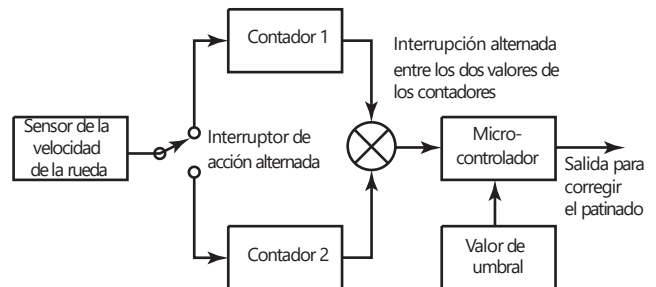 Contador 1
Interrupción alternada
entre los dos valores de
los contadores
Sensor de la
velocidad
de la rueda
Interruptor de
acción alternada
Micro-
controlador
Salida para
corregir
el patinado
Contador 2
Valor de
umbral